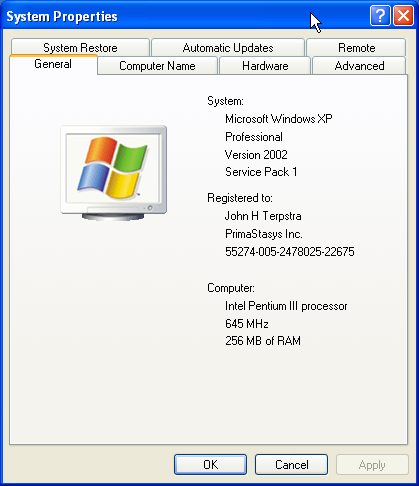 System Properties
System Restore Automatic Updates Remote
General Computer Name Hardware Advanced
System:
Microsoft Windows XP
Professional
Version 2002
Service Pack 1
Registered to:
John H Terpstra
PrimaStasys Inc.
55274-005-2478025-22675
Computer:
Intel Pentium III processor
645 MHz
256 MB of RAM
OK Cancel Apply